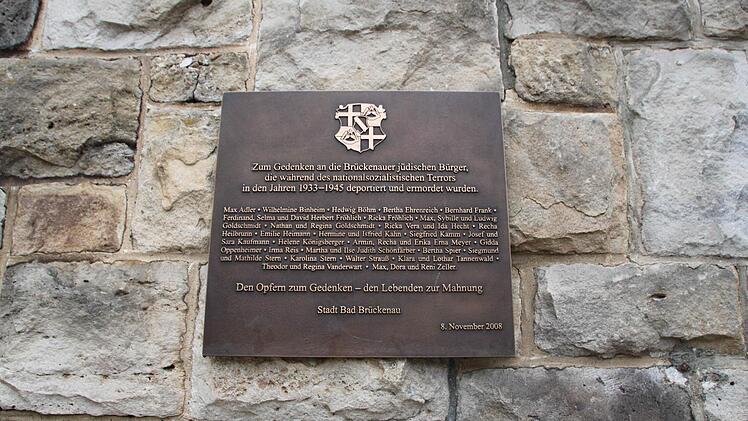 Zum Gedenken an die Brückenauer jüdischen Bürger,
die während des nationalsozialistischen Terrors
in den Jahren 1933–1945 deportiert und ermordet wurden.
Max Adler • Wilhelmine Binheim • Hedwig Böhm • Bertha Ehrenreich • Bernhard Frank •
Ferdinand, Selma und David Herbert Fröhlich • Ricka Fröhlich • Max, Sybille und Ludwig
Goldschmidt • Nathan und Regina Goldschmidt • Ricka Vera und Ida Hecht • Recha
Heilbrunn • Emilie Heimann • Hermine und Isfried Kahn • Siegfried Kamm • Josef und
Sara Kaufmann • Helene Königsberger • Armin, Recha und Erika Erna Meyer • Gidda
Oppenheimer • Irma Reis • Martha und Ilse Judith Schönfärber • Bertha Spier • Siegmund
und Mathilde Stern • Karolina Stern • Walter Strauß • Klara und Lothar Tannenwald •
Theodor und Regina Vanderwart • Max, Dora und Reni Zeller.
Den Opfern zum Gedenken – den Lebenden zur Mahnung
Stadt Bad Brückenau
8. November 2008